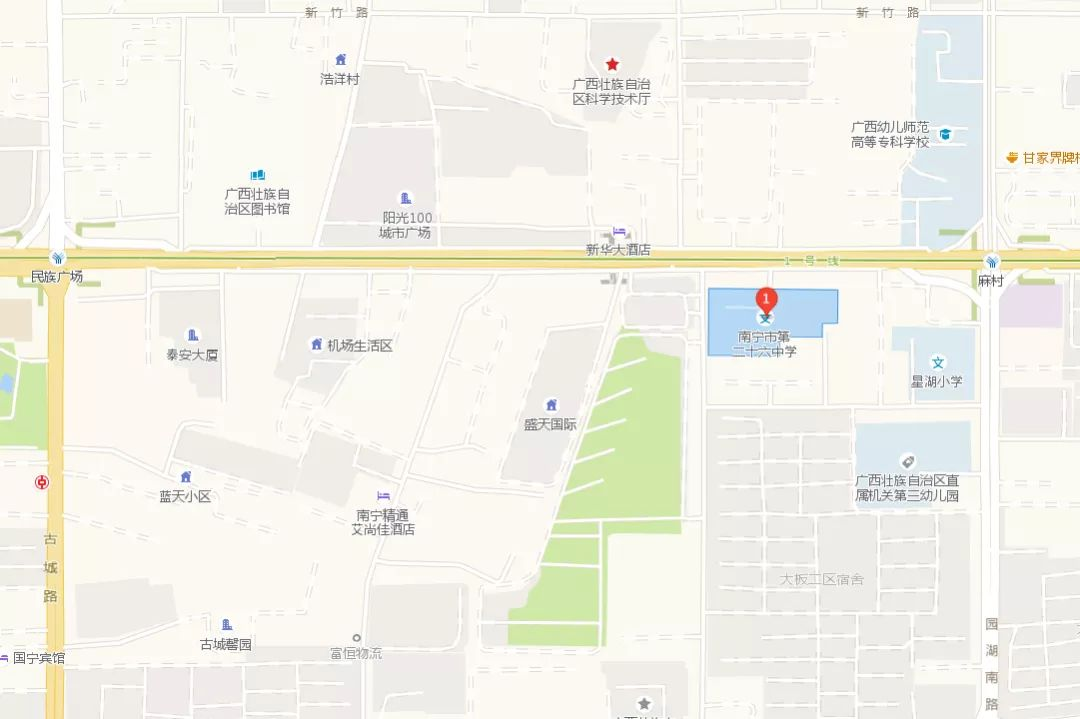 新竹路
新竹路
浩洋村
广西壮族自治
区科学技术厅
广西幼儿师范
高等专科学校
甘家界牌
广西壮族自
治区图书馆
阳光100
城市广场
新华大酒店
1号线
民族广场
麻村
1
南宁市第
二十六中学
泰安大厦
机场生活区
星湖小学
盛天国际
广西壮族自治区直
属机关第三幼儿园
蓝天小区
南宁精通
艾尚佳酒店
古城路
大板二区宿舍
古城馨园
富恒物流
国宁宾馆
园湖南路